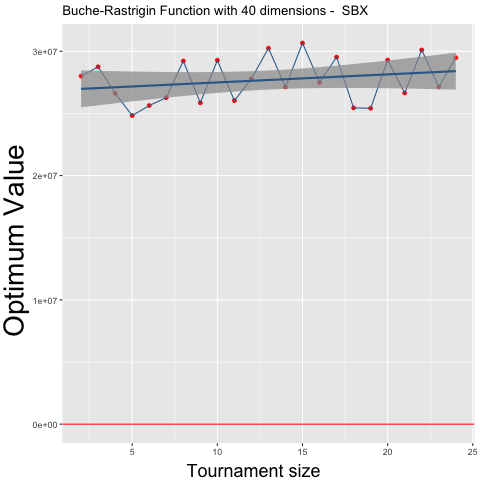 Buche-Rastrigin Function with 40 dimensions -  SBX
Optimum Value
3e+07
2e+07
1e+07
0e+00
5
10
15
20
25
Tournament size